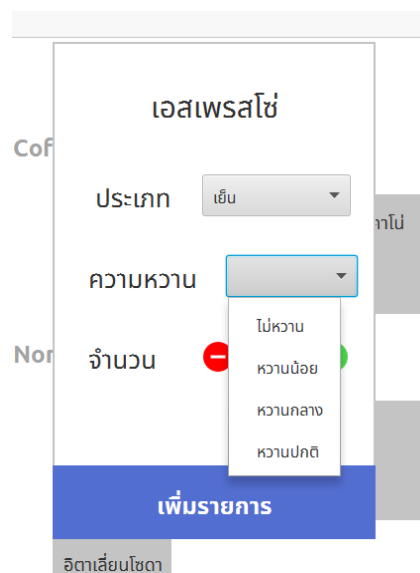 เอสเพรสโซ่
Cof
ประเภท
เย็น
าโน่
ความหวาน
ไม่หวาน
Nor
จำนวน
หวานน้อย
หวานกลาง
หวานปกติ
เพิ่มรายการ
อิตาเลี่ยนโซดา